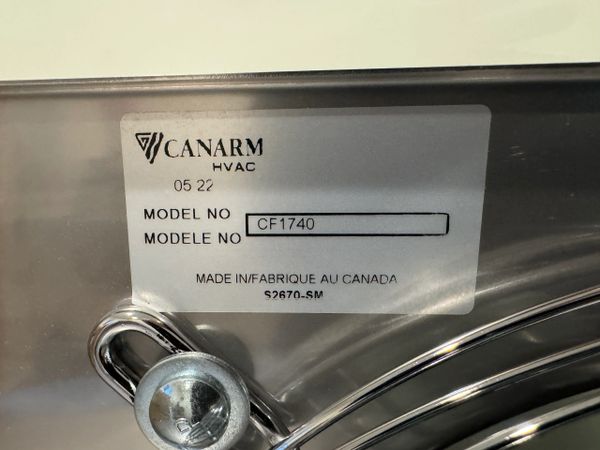 CANARM
HVAC
05 22
MODEL NO
MODELE NO
CF1740
MADE IN/FABRIQUE AU CANADA
S2670-SM